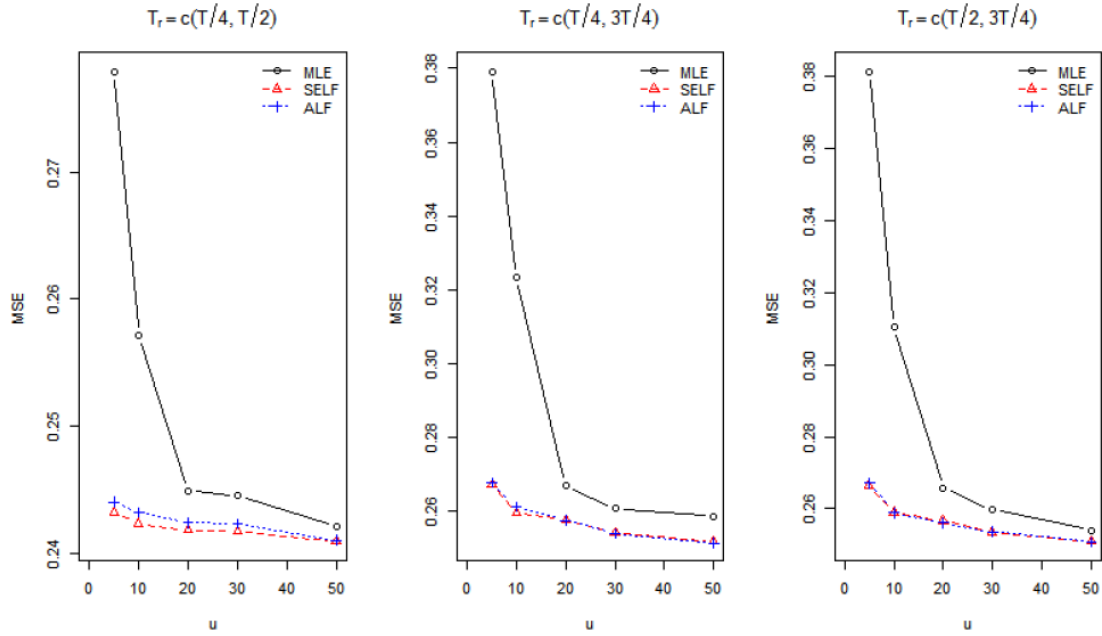 T_r = c(T/4, T/2)
MSE
0.27
0.26
0.25
0.24
MLE
SELF
ALF
0 10 20 30 40 50
u
T_r = c(T/4, 3T/4)
MSE
0.38
0.36
0.34
0.32
0.30
0.28
0.26
MLE
SELF
ALF
0 10 20 30 40 50
u
T_r = c(T/2, 3T/4)
MSE
0.38
0.36
0.34
0.32
0.30
0.28
0.26
MLE
SELF
ALF
0 10 20 30 40 50
u